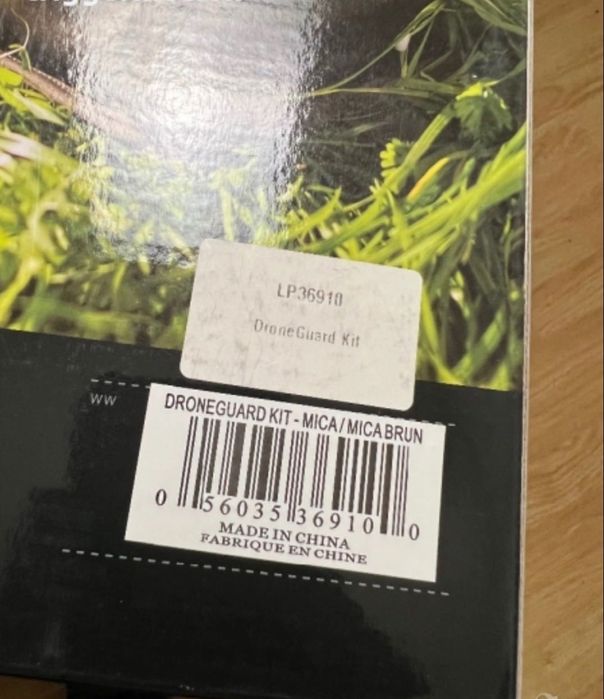 LP36910
DroneGuard Kit
WW
DRONEGUARD KIT - MICA / MICA BRUN
0 56035 36910 0
MADE IN CHINA
FABRIQUE EN CHINE